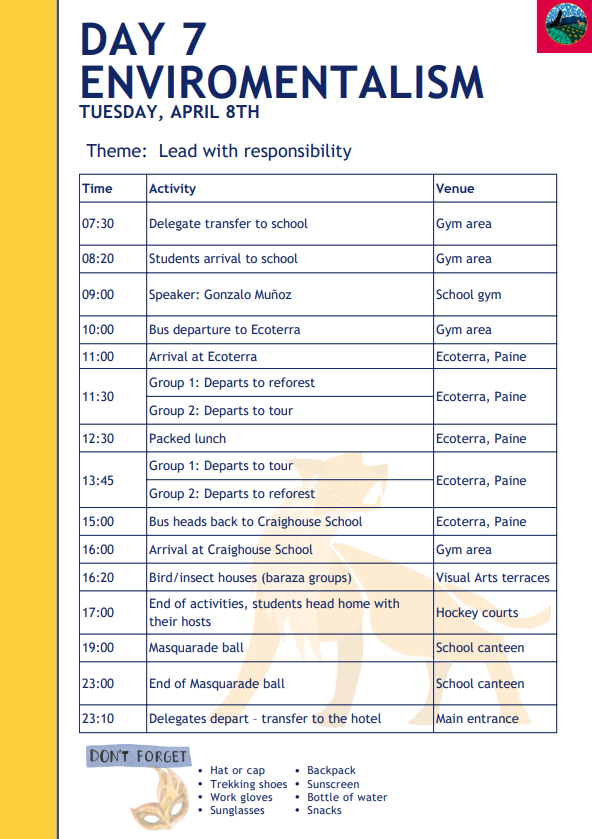 DAY 7
ENVIROMENTALISM
TUESDAY, APRIL 8TH
Theme: Lead with responsibility
Time Activity Venue
07:30 Delegate transfer to school Gym area
08:20 Students arrival to school Gym area
09:00 Speaker: Gonzalo Muñoz School gym
10:00 Bus departure to Ecoterra Gym area
11:00 Arrival at Ecoterra Ecoterra, Paine
11:30 Group 1: Departs to reforest Ecoterra, Paine
Group 2: Departs to tour
12:30 Packed lunch Ecoterra, Paine
13:45 Group 1: Departs to tour Ecoterra, Paine
Group 2: Departs to reforest
15:00 Bus heads back to Craighouse School Ecoterra, Paine
16:00 Arrival at Craighouse School Gym area
16:20 Bird/insect houses (baraza groups) Visual Arts terraces
17:00 End of activities, students head home with Hockey courts
their hosts
19:00 Masquarade ball School canteen
23:00 End of Masquarade ball School canteen
23:10 Delegates depart – transfer to the hotel Main entrance
DON'T FORGET
• Hat or cap
• Trekking shoes
• Work gloves
• Sunglasses
• Backpack
• Sunscreen
• Bottle of water
• Snacks